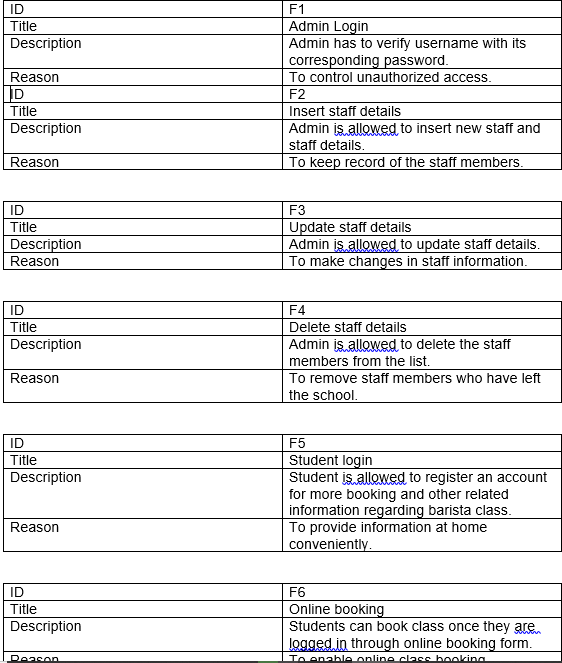 ID F1
Title Admin Login
Description Admin has to verify username with its
corresponding password.
Reason To control unauthorized access.
ID F2
Title Insert staff details
Description Admin is allowed to insert new staff and
staff details.
Reason To keep record of the staff members.
ID F3
Title Update staff details
Description Admin is allowed to update staff details.
Reason To make changes in staff information.
ID F4
Title Delete staff details
Description Admin is allowed to delete the staff
members from the list.
Reason To remove staff members who have left
the school.
ID F5
Title Student login
Description Student is allowed to register an account
for more booking and other related
information regarding barista class.
Reason To provide information at home
conveniently.
ID F6
Title Online booking
Description Students can book class once they are
logged in through online booking form.
Reason To enable online class booking